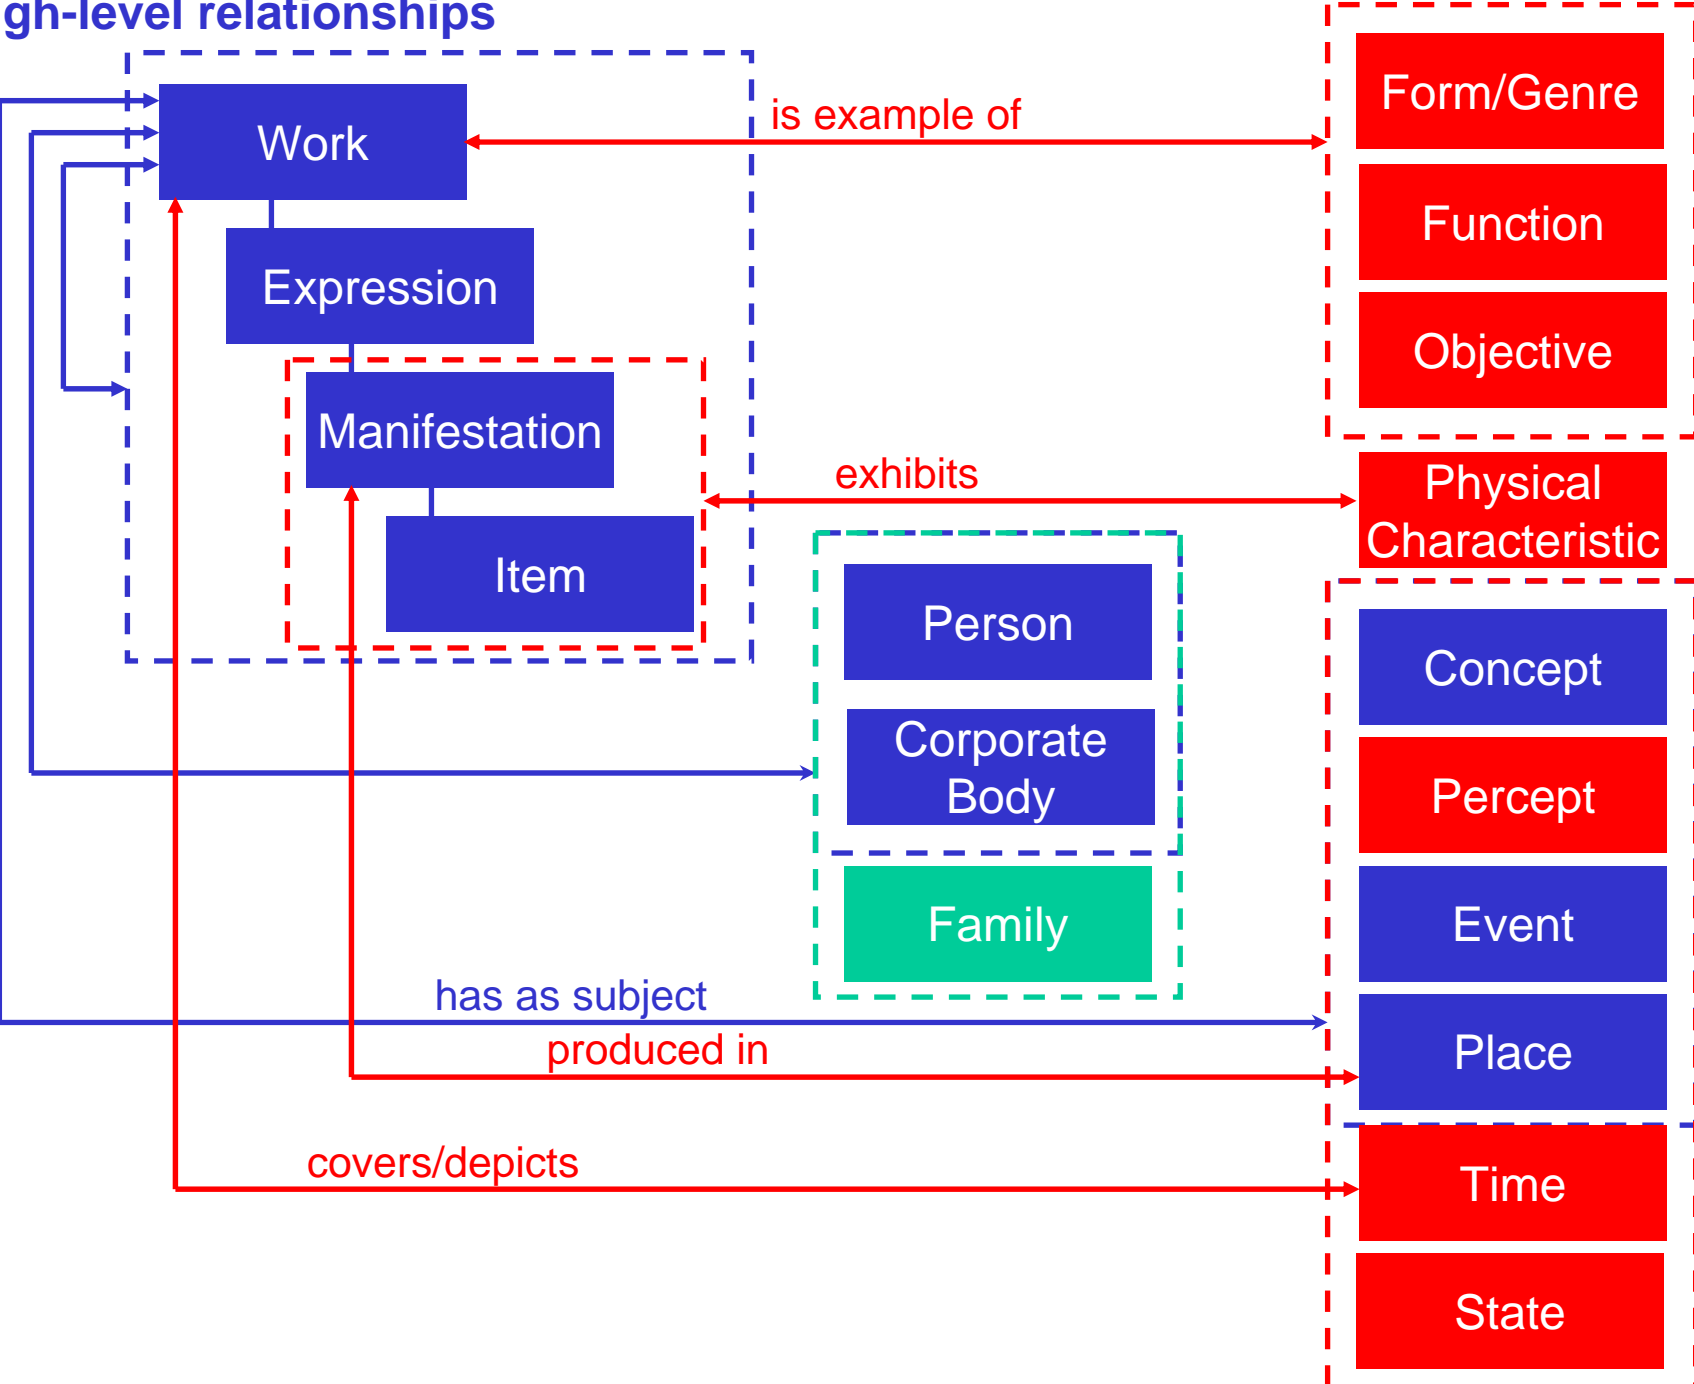 gh-level relationships
Work
is example of
Form/Genre
Function
Expression
Objective
Manifestation
exhibits
Physical
Characteristic
Item
Person
Concept
Corporate
Body
Percept
Family
Event
has as subject
produced in
Place
covers/depicts
Time
State